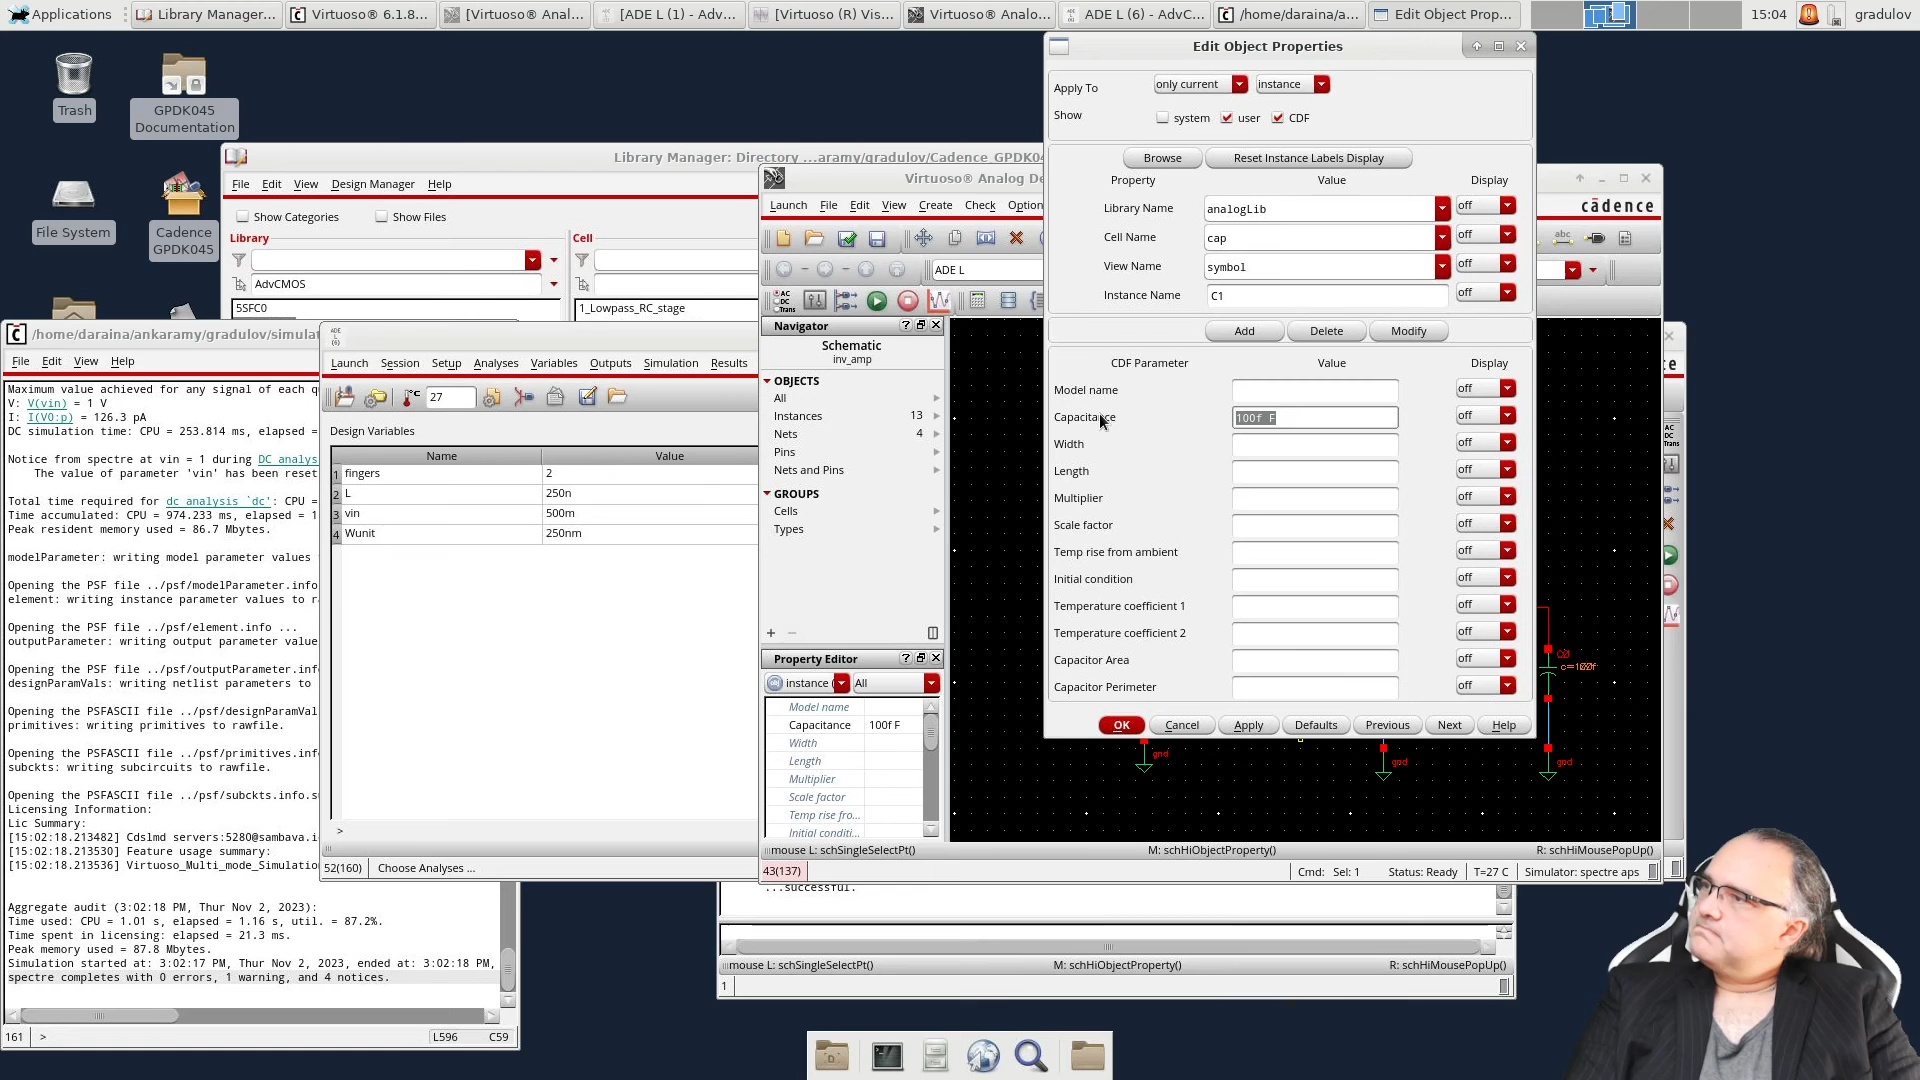 Applications
Library Manager:...
Virtuoso® 6.1.8...
[Virtuoso® Anal...
[ADE L (1) - Adv...
[Virtuoso (R) Vis...
Virtuoso® Analo...
ADE L (6) - AdvC...
/home/daraina/a...
Edit Object Prop...
15:04
gradulov
Trash
GPDK045
Documentation
File System
Cadence
GPDK045
Library Manager: Directory ...aramy/gradulov/Cadence_GPDK04
File Edit View Design Manager Help
Show Categories
Show Files
Library
Cell
AdvCMOS
5SFC0
1_Lowpass_RC_stage
/home/daraina/ankaramy/gradulov/simulat
File Edit View Help
Maximum value achieved for any signal of each q
V: V(vin) = 1 V
I: I(V0:p) = 126.3 pA
DC simulation time: CPU = 253.814 ms, elapsed =
Notice from spectre at vin = 1 during DC analys
The value of parameter 'vin' has been reset
Total time required for dc analysis `dc': CPU =
Time accumulated: CPU = 974.233 ms, elapsed = 1
Peak resident memory used = 86.7 Mbytes.
modelParameter: writing model parameter values
Opening the PSF file ../psf/modelParameter.info
element: writing instance parameter values to ra
Opening the PSF file ../psf/element.info ...
outputParameter: writing output parameter value
Opening the PSF file ../psf/outputParameter.info
designParamVals: writing netlist parameters to
Opening the PSFASCII file ../psf/designParamVal
primitives: writing primitives to rawfile.
Opening the PSFASCII file ../psf/primitives.info
subckts: writing subcircuits to rawfile.
Opening the PSFASCII file ../psf/subckts.info.su
Licensing Information:
Lic Summary:
[15:02:18.213482] Cdslmd servers:5280@sambava.i
[15:02:18.213530] Feature usage summary:
[15:02:18.213536] Virtuoso_Multi_mode_Simulatio
Aggregate audit (3:02:18 PM, Thur Nov 2, 2023):
Time used: CPU = 1.01 s, elapsed = 1.16 s, util. = 87.2%.
Time spent in licensing: elapsed = 21.3 ms.
Peak memory used = 87.8 Mbytes.
Simulation started at: 3:02:17 PM, Thur Nov 2, 2023, ended at: 3:02:18 PM,
spectre completes with 0 errors, 1 warning, and 4 notices.
161 >
L596 C59
Launch Session Setup Analyses Variables Outputs Simulation Results
°C 27
Design Variables
Name Value
1 fingers 2
2 L 250n
3 vin 500m
4 Wunit 250nm
>
52(160) Choose Analyses ...
Virtuoso® Analog De
Launch File Edit View Create Check Option
cādence
ADE L
Navigator
Schematic
inv_amp
OBJECTS
All
Instances 13
Nets 4
Pins
Nets and Pins
GROUPS
Cells
Types
Property Editor
instance (
All
Model name
Capacitance 100f F
Width
Length
Multiplier
Scale factor
Temp rise fro...
Initial conditi...
c=100f
gnd
gnd
gnd
mouse L: schSingleSelectPt() M: schHiObjectProperty() R: schHiMousePopUp()
43(137) Cmd: Sel: 1 Status: Ready T=27 C Simulator: spectre aps
...successful.
mouse L: schSingleSelectPt() M: schHiObjectProperty() R: schHiMousePopUp()
1
Edit Object Properties
Apply To only current instance
Show system user CDF
Browse Reset Instance Labels Display
Property Value Display
Library Name analogLib off
Cell Name cap off
View Name symbol off
Instance Name C1 off
Add Delete Modify
CDF Parameter Value Display
Model name off
Capacitance 100f F off
Width off
Length off
Multiplier off
Scale factor off
Temp rise from ambient off
Initial condition off
Temperature coefficient 1 off
Temperature coefficient 2 off
Capacitor Area off
Capacitor Perimeter off
OK Cancel Apply Defaults Previous Next Help